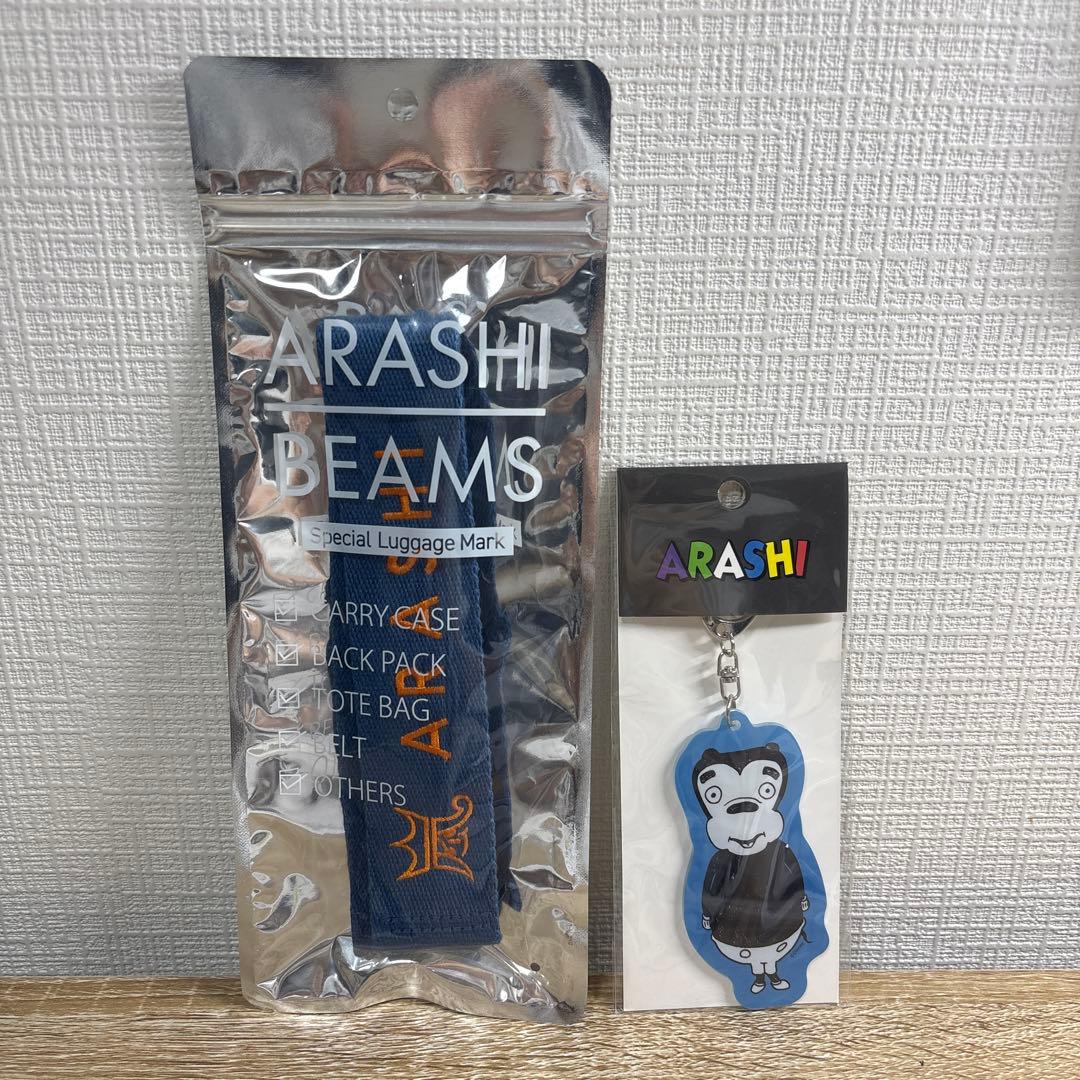 ARASHI
BEAMS
Special Luggage Mark
CARRY CASE
BACK PACK
TOTE BAG
BELT
OTHERS
ARASHI
ARASHI